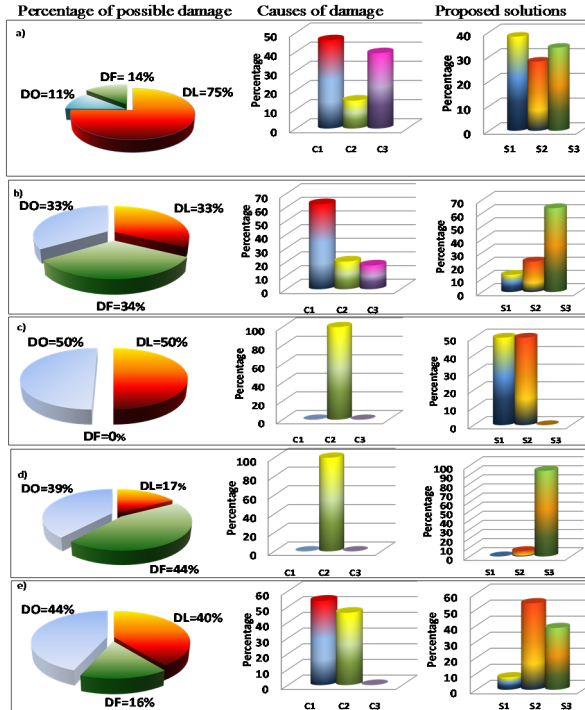 Percentage of possible damage Causes of damage Proposed solutions
a)
DF= 14%
DO=11%
DL=75%
Percentage
50
40
30
20
10
0
C1 C2 C3
Percentage
40
30
20
10
0
S1 S2 S3
b)
DO=33%
DL=33%
DF=34%
Percentage
70
60
50
40
30
20
10
0
C1 C2 C3
Percentage
70
60
50
40
30
20
10
0
S1 S2 S3
c)
DO=50%
DL=50%
DF=0%
Percentage
100
80
60
40
20
0
C1 C2 C3
Percentage
50
40
30
20
10
0
S1 S2 S3
d)
DO=39%
DL=17%
DF=44%
Percentage
100
80
60
40
20
0
C1 C2 C3
Percentage
100
90
80
70
60
50
40
30
20
10
0
S1 S2 S3
e)
DO=44%
DL=40%
DF=16%
Percentage
60
50
40
30
20
10
0
C1 C2 C3
Percentage
60
50
40
30
20
10
0
S1 S2 S3